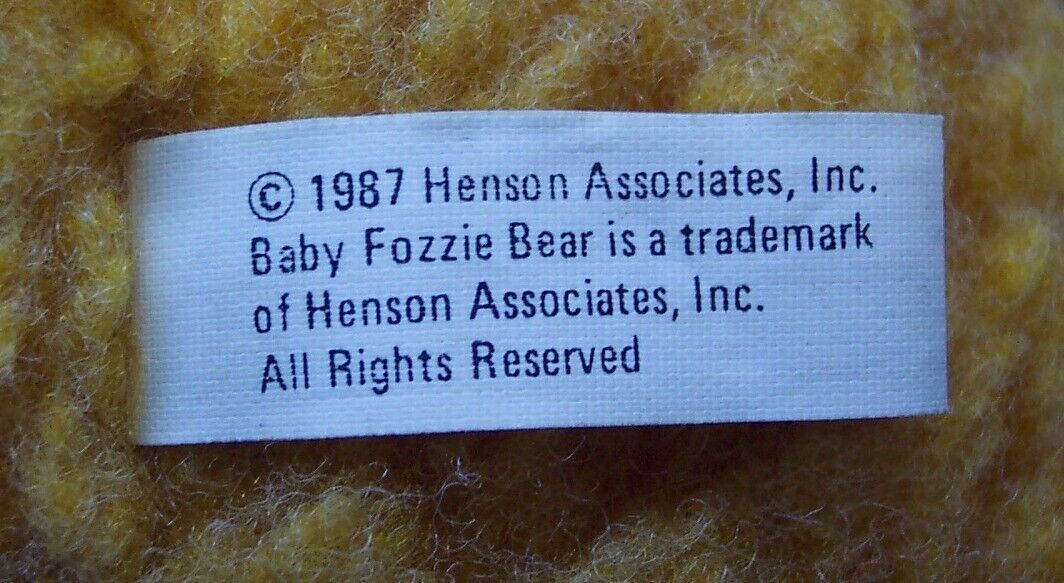 © 1987 Henson Associates, Inc.
Baby Fozzie Bear is a trademark
of Henson Associates, Inc.
All Rights Reserved